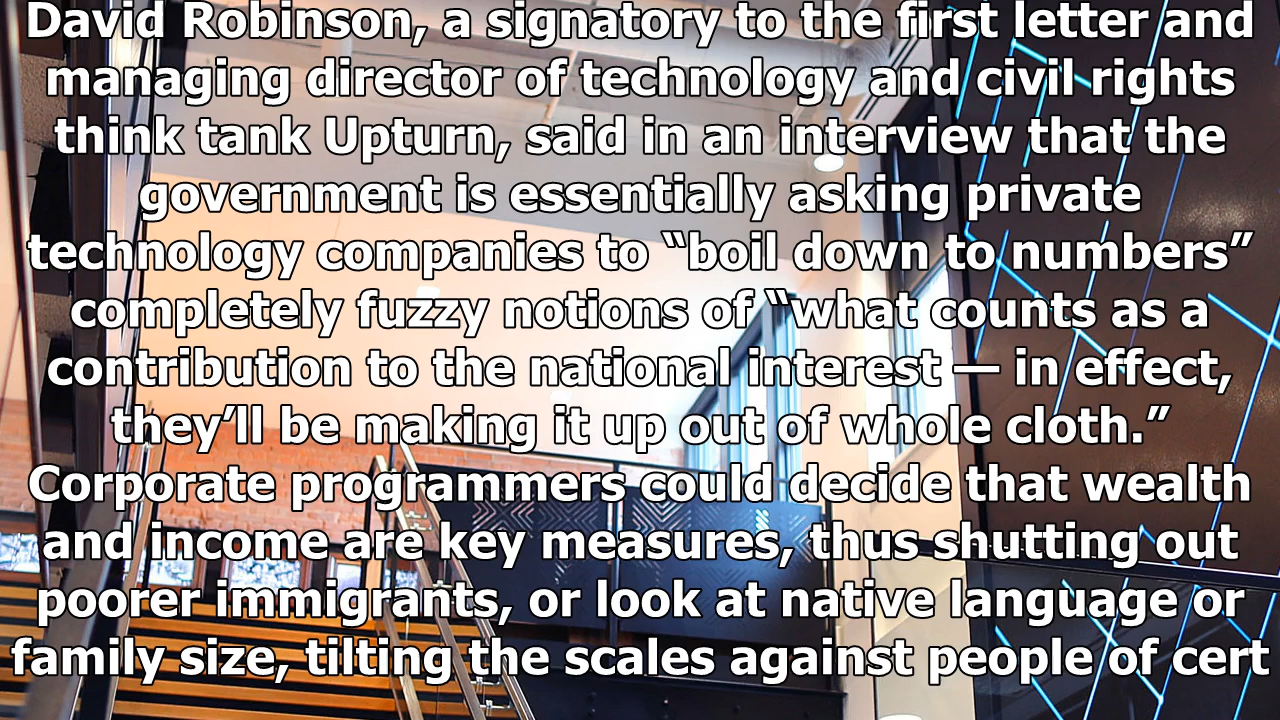 David Robinson, a signatory to the first letter and
managing director of technology and civil rights
think tank Upturn, said in an interview that the
government is essentially asking private
technology companies to “boil down to numbers”
completely fuzzy notions of “what counts as a
contribution to the national interest — in effect,
they’ll be making it up out of whole cloth.”
Corporate programmers could decide that wealth
and income are key measures, thus shutting out
poorer immigrants, or look at native language or
family size, tilting the scales against people of cert